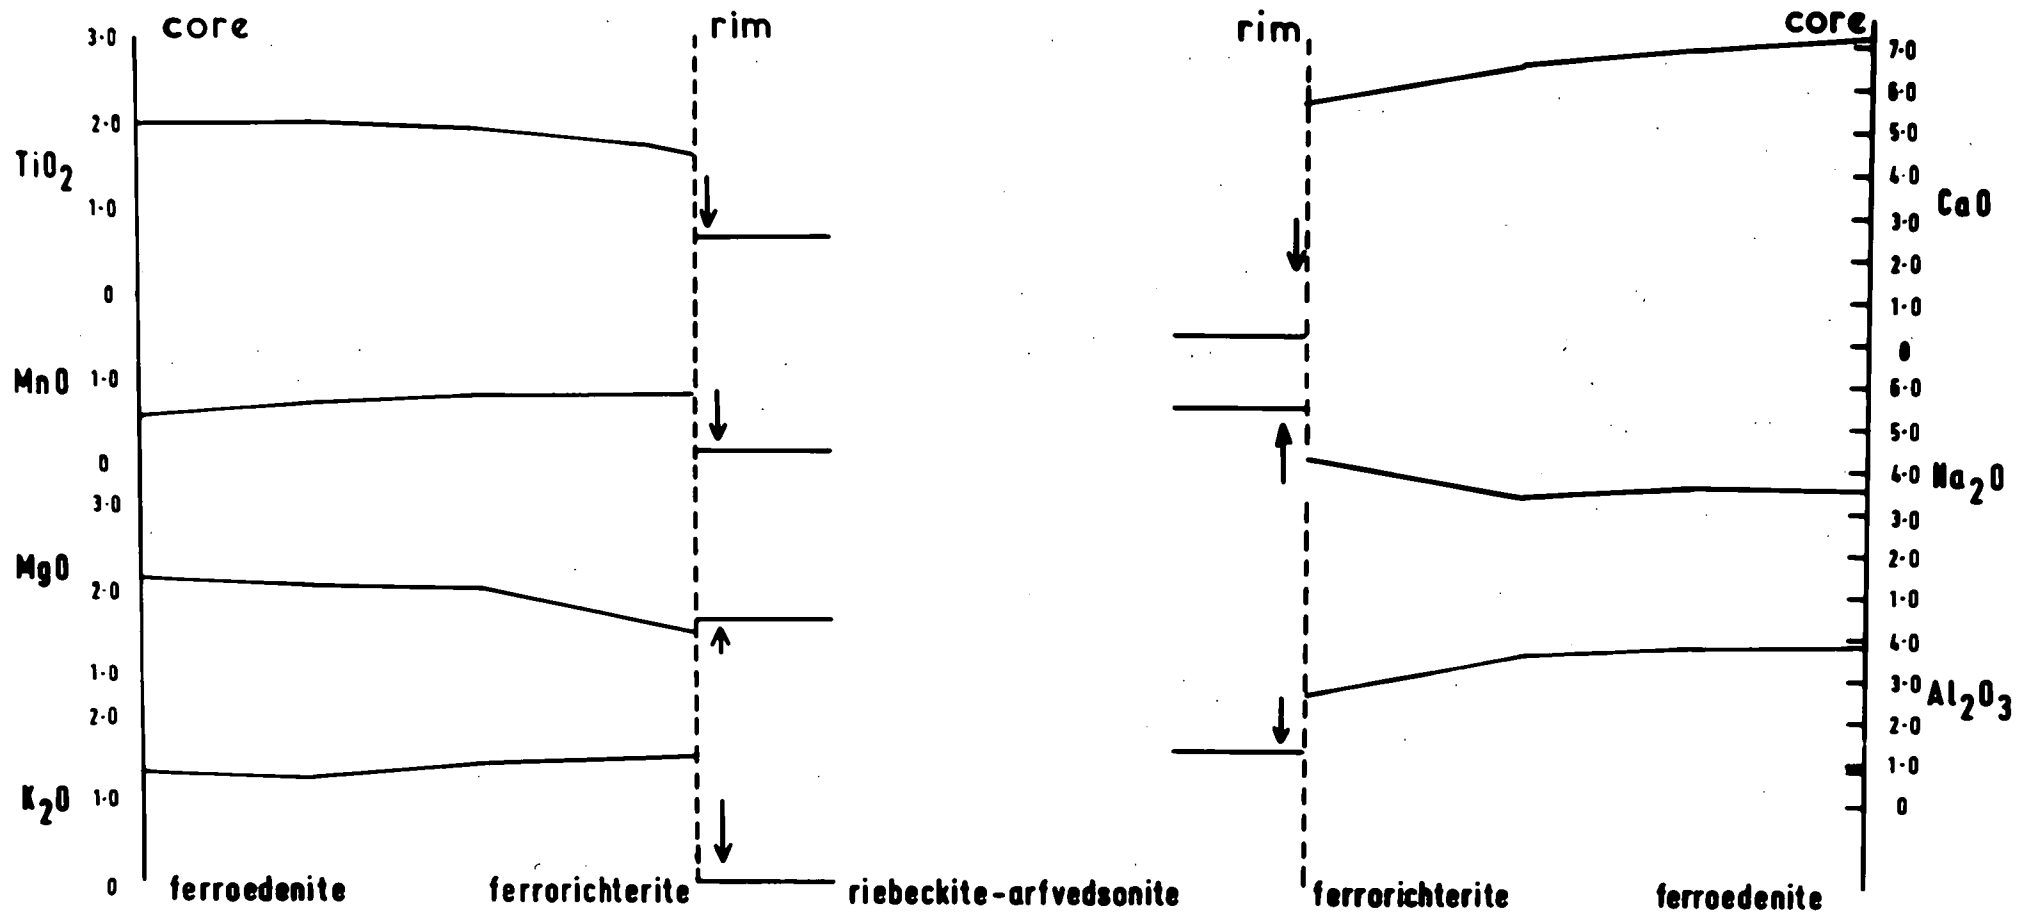 core
rim
rim
core
3·0
2·0
TiO2
1·0
0
MnO 1·0
0
3·0
MgO 2·0
1·0
2·0
K2O 1·0
0
7·0
6·0
5·0
4·0
CaO
3·0
2·0
1·0
0
6·0
5·0
4·0 Na2O
3·0
2·0
1·0
4·0
3·0 Al2O3
2·0
1·0
0
ferroedenite
ferrorichterite
riebeckite-arfvedsonite
ferrorichterite
ferroedenite